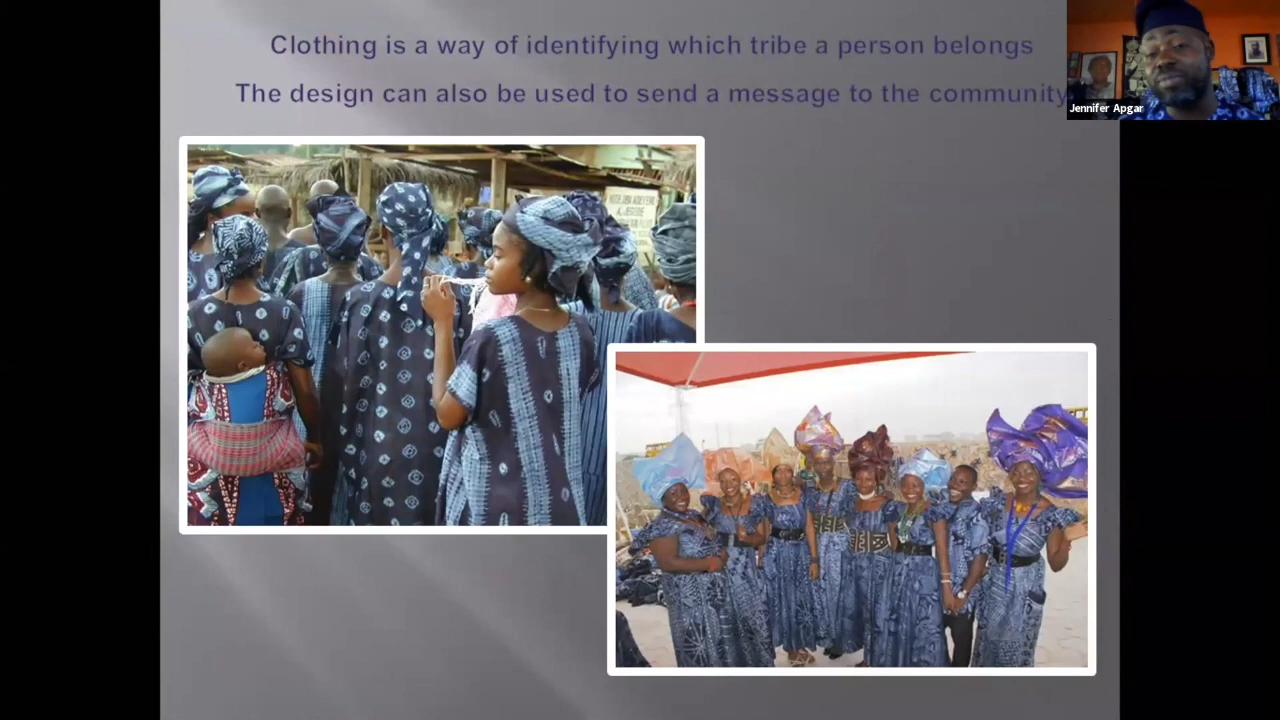 Clothing is a way of identifying which tribe a person belongs
The design can also be used to send a message to the community
Jennifer Apgar